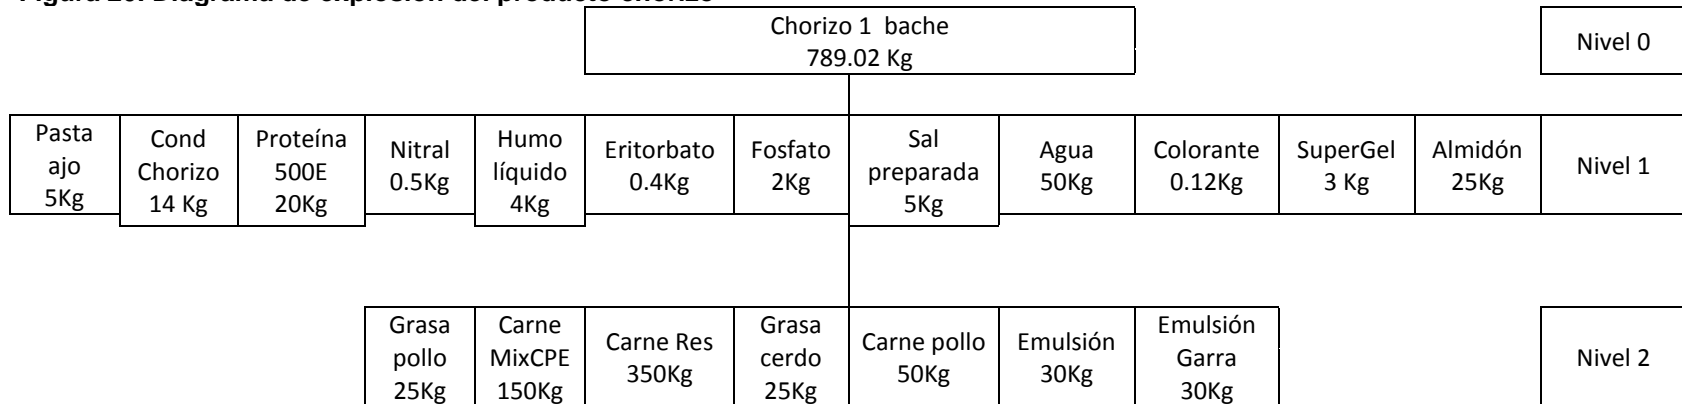 Chorizo 1 bache
789.02 Kg
Nivel 0
Pasta
ajo
5Kg
Cond
Chorizo
14 Kg
Proteína
500E
20Kg
Nitral
0.5Kg
Humo
líquido
4Kg
Eritorbato
0.4Kg
Fosfato
2Kg
Sal
preparada
5Kg
Agua
50Kg
Colorante
0.12Kg
SuperGel
3 Kg
Almidón
25Kg
Nivel 1
Grasa
pollo
25Kg
Carne
MixCPE
150Kg
Carne Res
350Kg
Grasa
cerdo
25Kg
Carne pollo
50Kg
Emulsión
30Kg
Emulsión
Garra
30Kg
Nivel 2